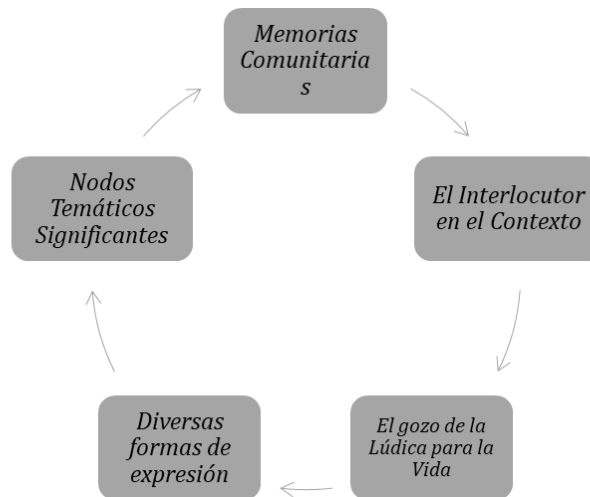 Memorias
Comunitaria
s
El Interlocutor
en el Contexto
El gozo de la
Lúdica para la
Vida
Diversas
formas de
expresión
Nodos
Temáticos
Significantes